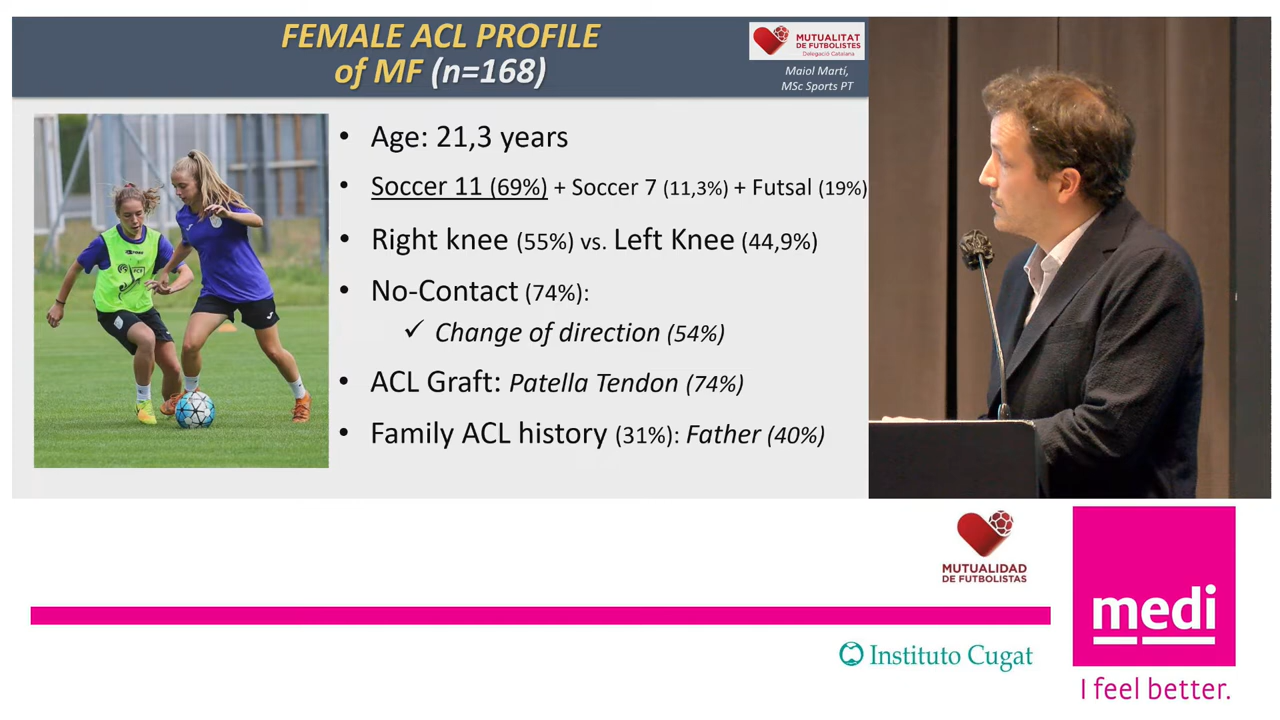 FEMALE ACL PROFILE
of MF (n=168)
MUTUALITAT
DE FUTBOLISTES
Delegació Catalana
Maiol Martí,
MSc Sports PT
• Age: 21,3 years
• Soccer 11 (69%) + Soccer 7 (11,3%) + Futsal (19%)
• Right knee (55%) vs. Left Knee (44,9%)
• No-Contact (74%):
✓ Change of direction (54%)
• ACL Graft: Patella Tendon (74%)
• Family ACL history (31%): Father (40%)
MUTUALIDAD
DE FUTBOLISTAS
medi
Instituto Cugat
I feel better.